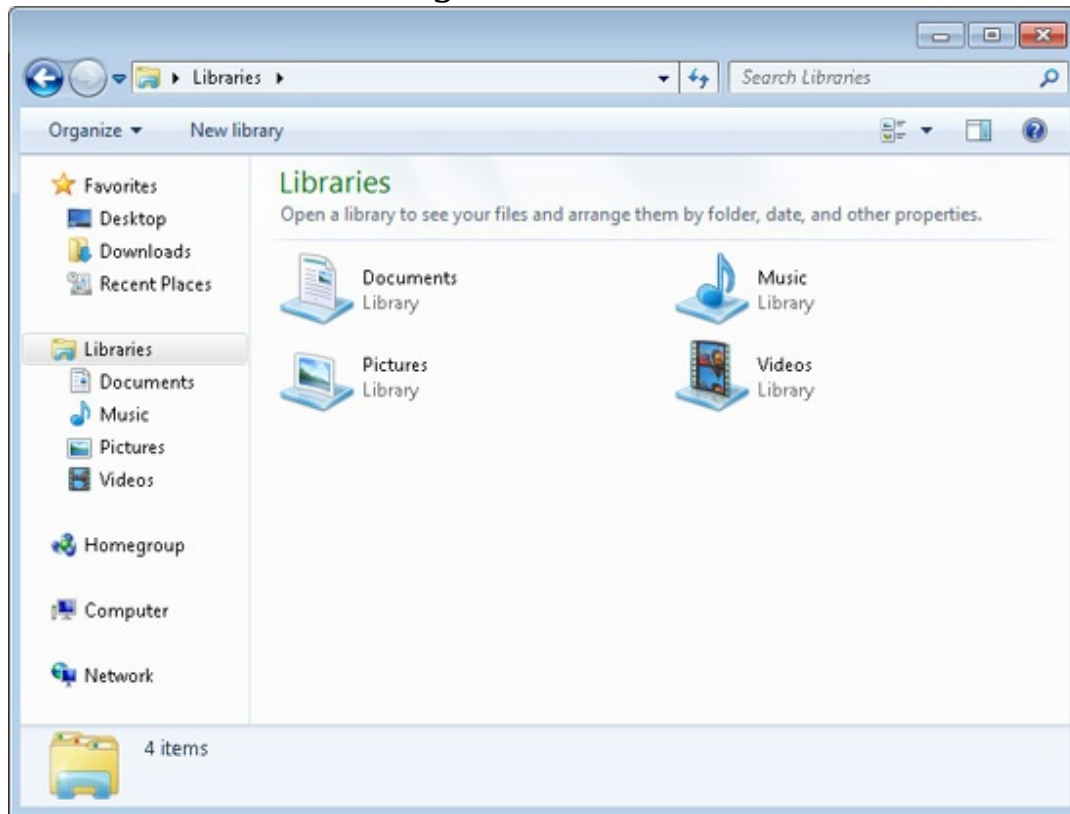 g
Libraries
Search Libraries
Organize
New library
Favorites
Desktop
Downloads
Recent Places
Libraries
Documents
Music
Pictures
Videos
Homegroup
Computer
Network
Libraries
Open a library to see your files and arrange them by folder, date, and other properties.
Documents
Library
Music
Library
Pictures
Library
Videos
Library
4 items